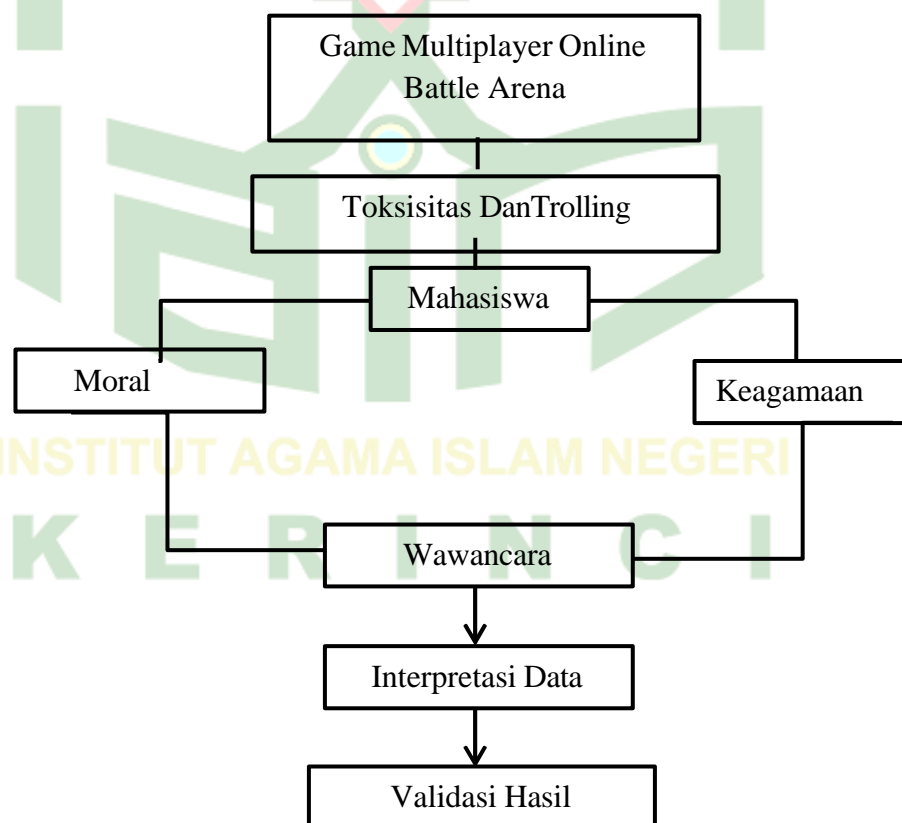 Game Multiplayer Online
Battle Arena
Toksisitas DanTrolling
Mahasiswa
Moral
Keagamaan
INSTITUT AGAMA ISLAM NEGERI
K E R I N C I
Wawancara
Interpretasi Data
Validasi Hasil